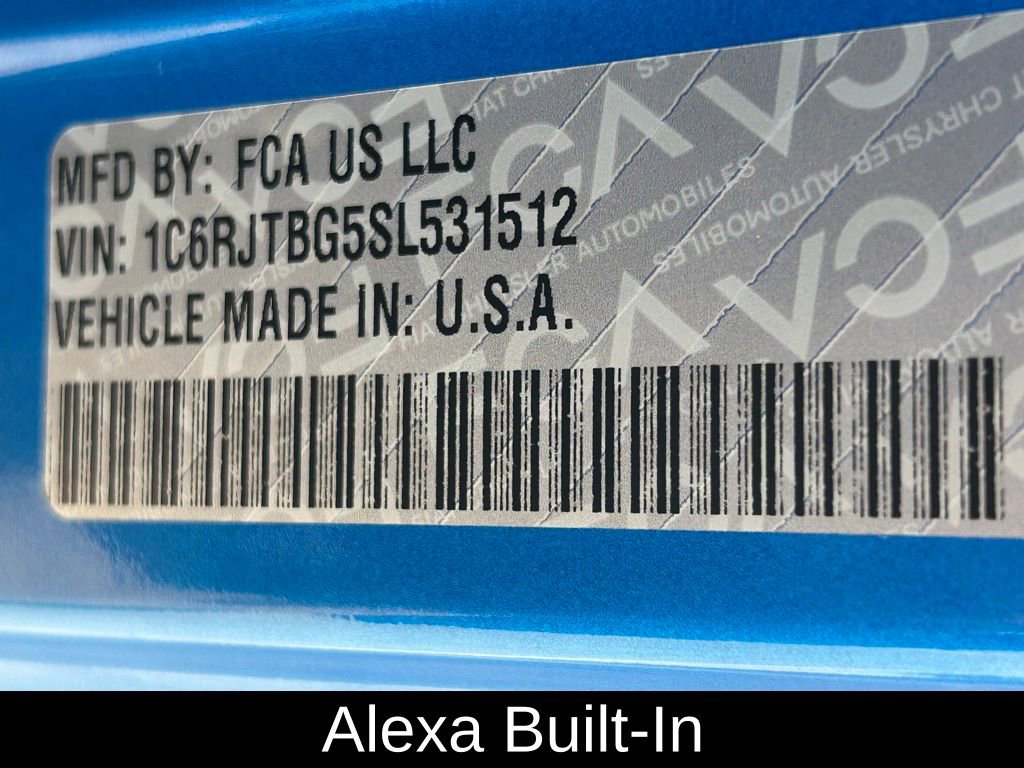 MFD BY: FCA US LLC
VIN: 1C6RJTBG5SL531512
VEHICLE MADE IN: U.S.A.
Alexa Built-In